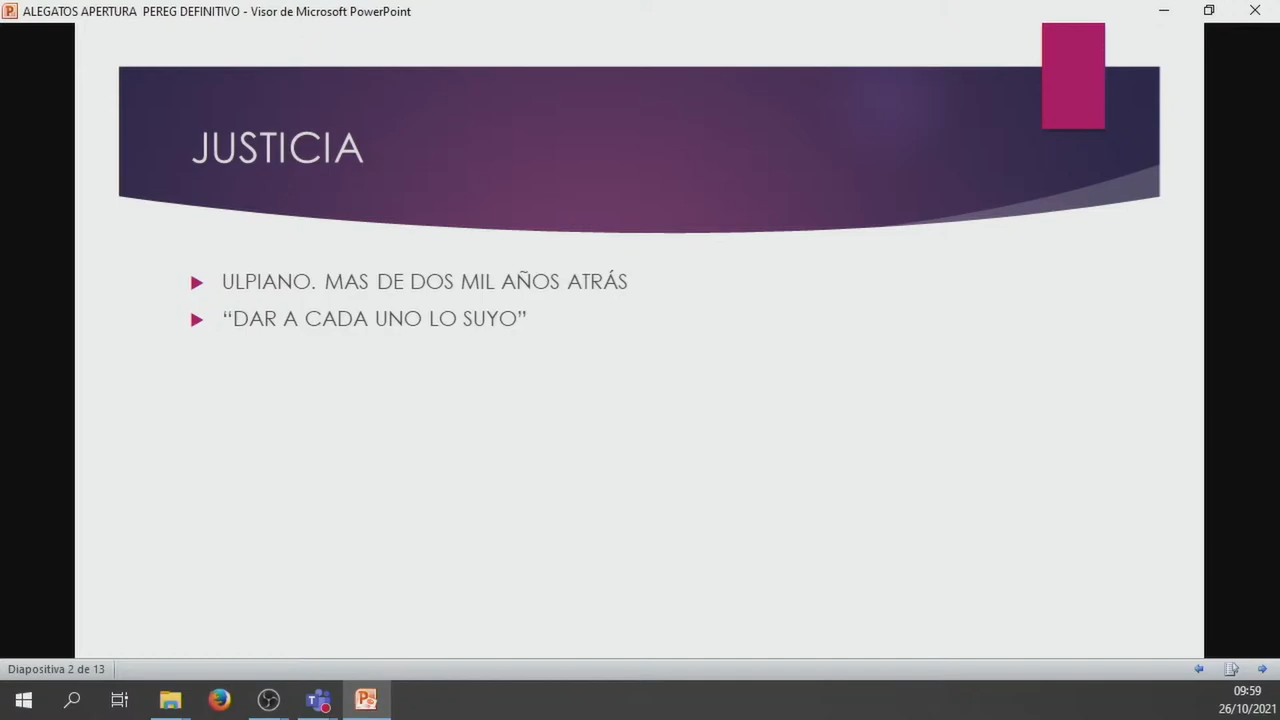 ALEGATOS APERTURA  PEREG DEFINITIVO - Visor de Microsoft PowerPoint
JUSTICIA
ULPIANO. MAS DE DOS MIL AÑOS ATRÁS
“DAR A CADA UNO LO SUYO”
Diapositiva 2 de 13
09:59
26/10/2021